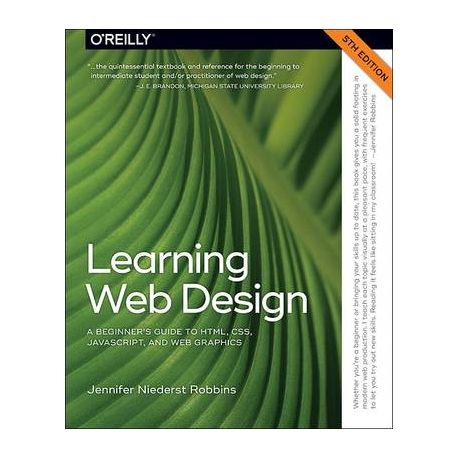 O'REILLY®
5TH EDITION
"...the quintessential textbook and reference for the beginning to
intermediate student and/or practitioner of web design."
—J. E. BRANDON, MICHIGAN STATE UNIVERSITY LIBRARY
Learning
Web Design
A BEGINNER'S GUIDE TO HTML, CSS,
JAVASCRIPT, AND WEB GRAPHICS
Jennifer Niederst Robbins
Whether you're a beginner or bringing your skills up to date, this book gives you a solid footing in
modern web production. I teach each topic visually at a pleasant pace, with frequent exercises
to let you try out new skills. Reading it feels like sitting in my classroom! —Jennifer Robbins